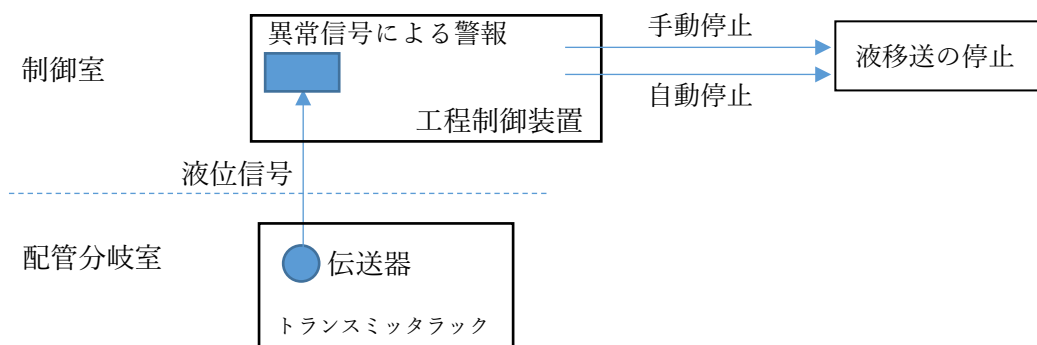 異常信号による警報
手動停止
制御室
液移送の停止
自動停止
工程制御装置
液位信号
配管分岐室
伝送器
トランスミッタラック